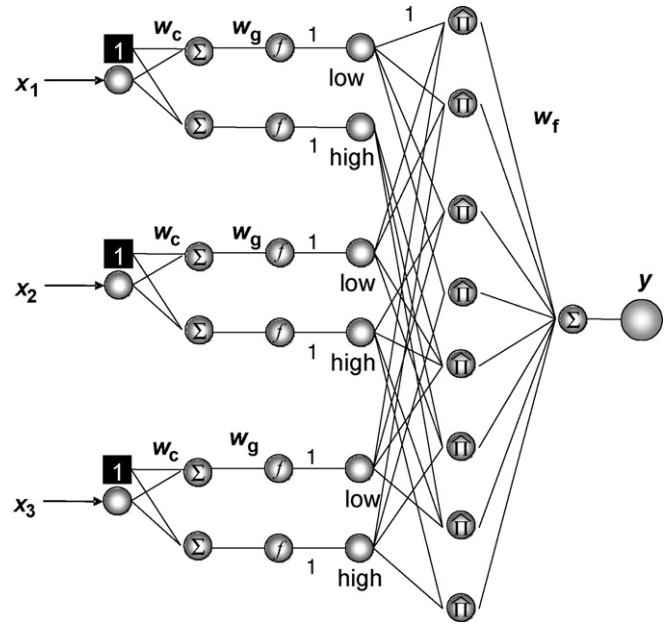 1 w_c w_g 1 1 Π̂
Σ f low
x_1 Π̂
Σ f w_f
1 high
Π̂
1 w_c w_g 1
Σ f low Π̂ y
x_2 Σ
Σ f Π̂
1 high
Π̂
1 w_c w_g 1
Σ f low
x_3 Π̂
Σ f
1 high
Π̂